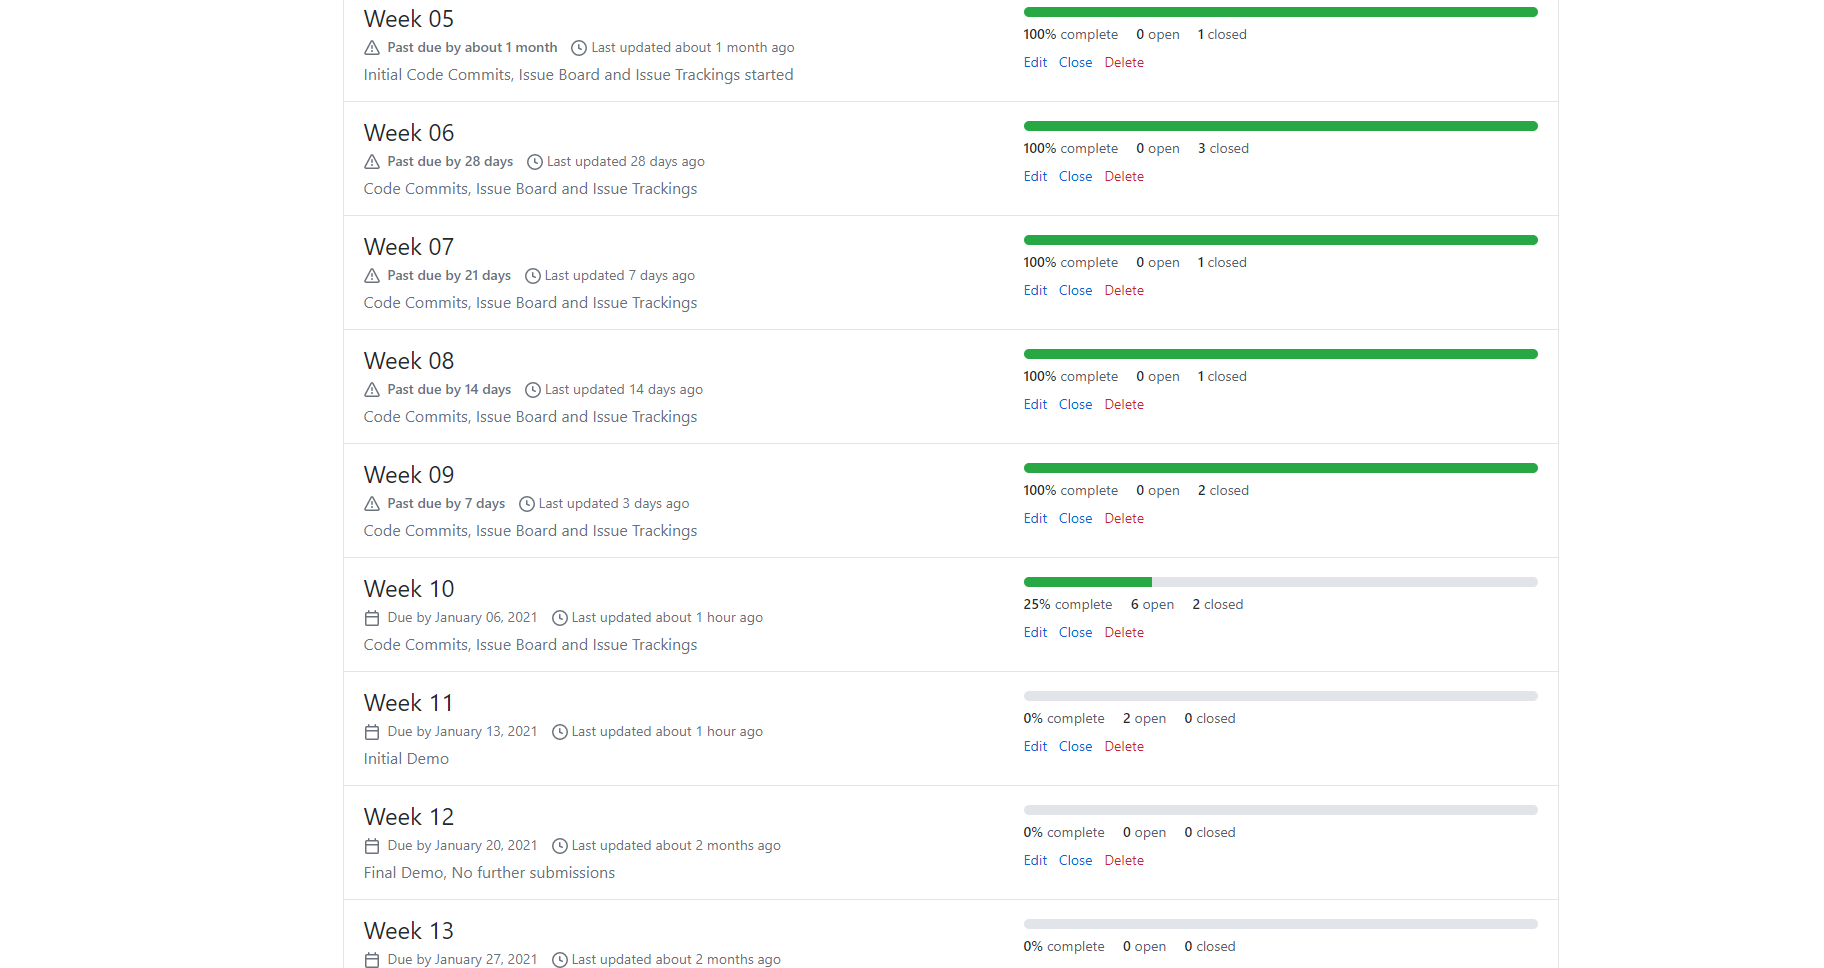 Week 05
Past due by about 1 month Last updated about 1 month ago
Initial Code Commits, Issue Board and Issue Trackings started
100% complete 0 open 1 closed
Edit Close Delete
Week 06
Past due by 28 days Last updated 28 days ago
Code Commits, Issue Board and Issue Trackings
100% complete 0 open 3 closed
Edit Close Delete
Week 07
Past due by 21 days Last updated 7 days ago
Code Commits, Issue Board and Issue Trackings
100% complete 0 open 1 closed
Edit Close Delete
Week 08
Past due by 14 days Last updated 14 days ago
Code Commits, Issue Board and Issue Trackings
100% complete 0 open 1 closed
Edit Close Delete
Week 09
Past due by 7 days Last updated 3 days ago
Code Commits, Issue Board and Issue Trackings
100% complete 0 open 2 closed
Edit Close Delete
Week 10
Due by January 06, 2021 Last updated about 1 hour ago
Code Commits, Issue Board and Issue Trackings
25% complete 6 open 2 closed
Edit Close Delete
Week 11
Due by January 13, 2021 Last updated about 1 hour ago
Initial Demo
0% complete 2 open 0 closed
Edit Close Delete
Week 12
Due by January 20, 2021 Last updated about 2 months ago
Final Demo, No further submissions
0% complete 0 open 0 closed
Edit Close Delete
Week 13
Due by January 27, 2021 Last updated about 2 months ago
0% complete 0 open 0 closed